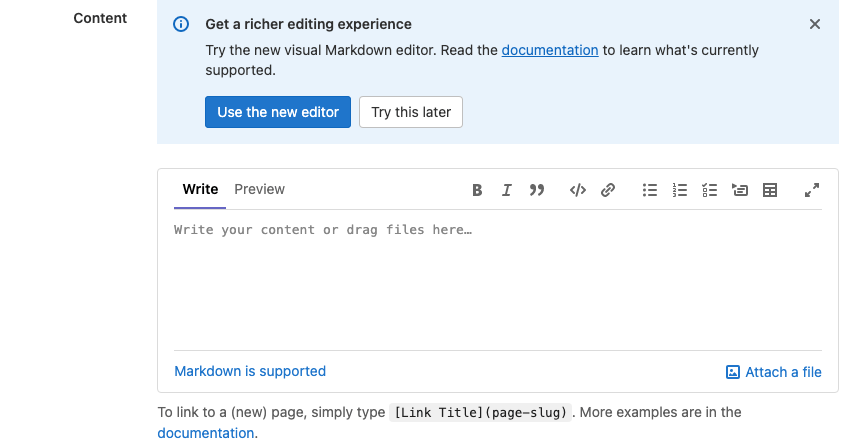 Content
Get a richer editing experience
Try the new visual Markdown editor. Read the documentation to learn what's currently
supported.
Use the new editor Try this later
Write Preview
Write your content or drag files here…
Markdown is supported Attach a file
To link to a (new) page, simply type [Link Title](page-slug). More examples are in the
documentation.